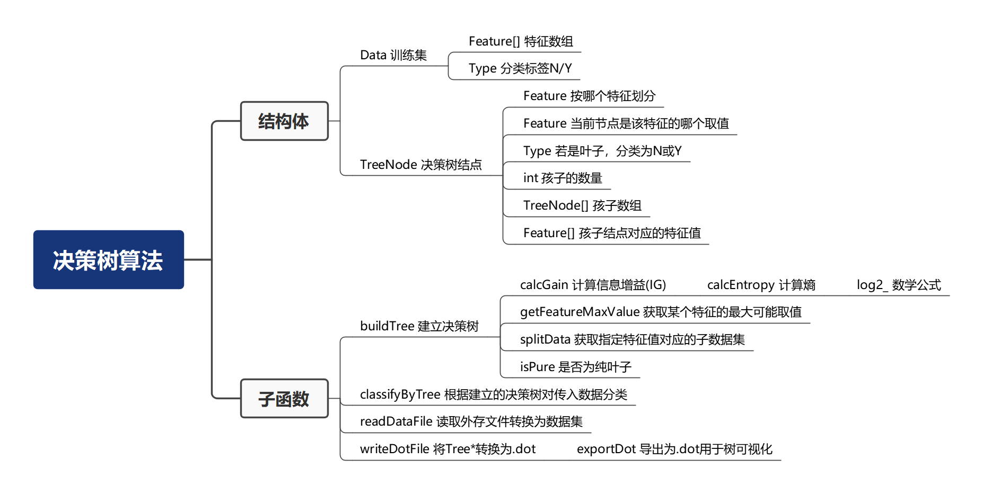 决策树算法
结构体
Data 训练集
Feature[] 特征数组
Type 分类标签N/Y
TreeNode 决策树结点
Feature 按哪个特征划分
Feature 当前节点是该特征的哪个取值
Type 若是叶子，分类为N或Y
int 孩子的数量
TreeNode[] 孩子数组
Feature[] 孩子结点对应的特征值
子函数
buildTree 建立决策树
calcGain 计算信息增益(IG)
calcEntropy 计算熵
log2_ 数学公式
getFeatureMaxValue 获取某个特征的最大可能取值
splitData 获取指定特征值对应的子数据集
isPure 是否为纯叶子
classifyByTree 根据建立的决策树对传入数据分类
readDataFile 读取外存文件转换为数据集
writeDotFile 将Tree*转换为.dot
exportDot 导出为.dot用于树可视化